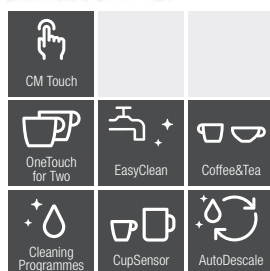 CM Touch
OneTouch
for Two
EasyClean
Coffee&Tea
Cleaning
Programmes
CupSensor
AutoDescale